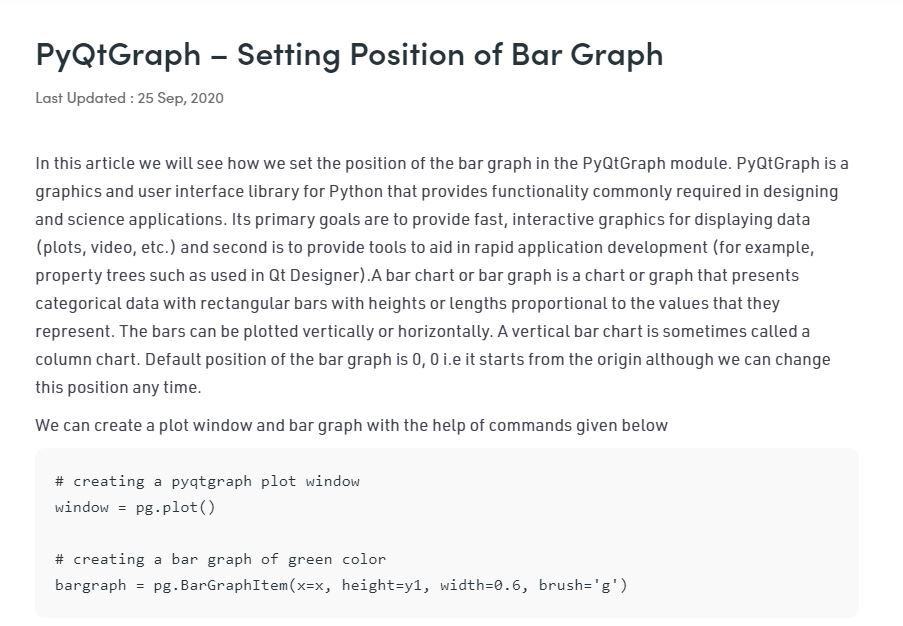 PyQtGraph – Setting Position of Bar Graph
Last Updated : 25 Sep, 2020
In this article we will see how we set the position of the bar graph in the PyQtGraph module. PyQtGraph is a
graphics and user interface library for Python that provides functionality commonly required in designing
and science applications. Its primary goals are to provide fast, interactive graphics for displaying data
(plots, video, etc.) and second is to provide tools to aid in rapid application development (for example,
property trees such as used in Qt Designer).A bar chart or bar graph is a chart or graph that presents
categorical data with rectangular bars with heights or lengths proportional to the values that they
represent. The bars can be plotted vertically or horizontally. A vertical bar chart is sometimes called a
column chart. Default position of the bar graph is 0, 0 i.e it starts from the origin although we can change
this position any time.
We can create a plot window and bar graph with the help of commands given below
# creating a pyqtgraph plot window
window = pg.plot()
# creating a bar graph of green color
bargraph = pg.BarGraphItem(x=x, height=y1, width=0.6, brush='g')